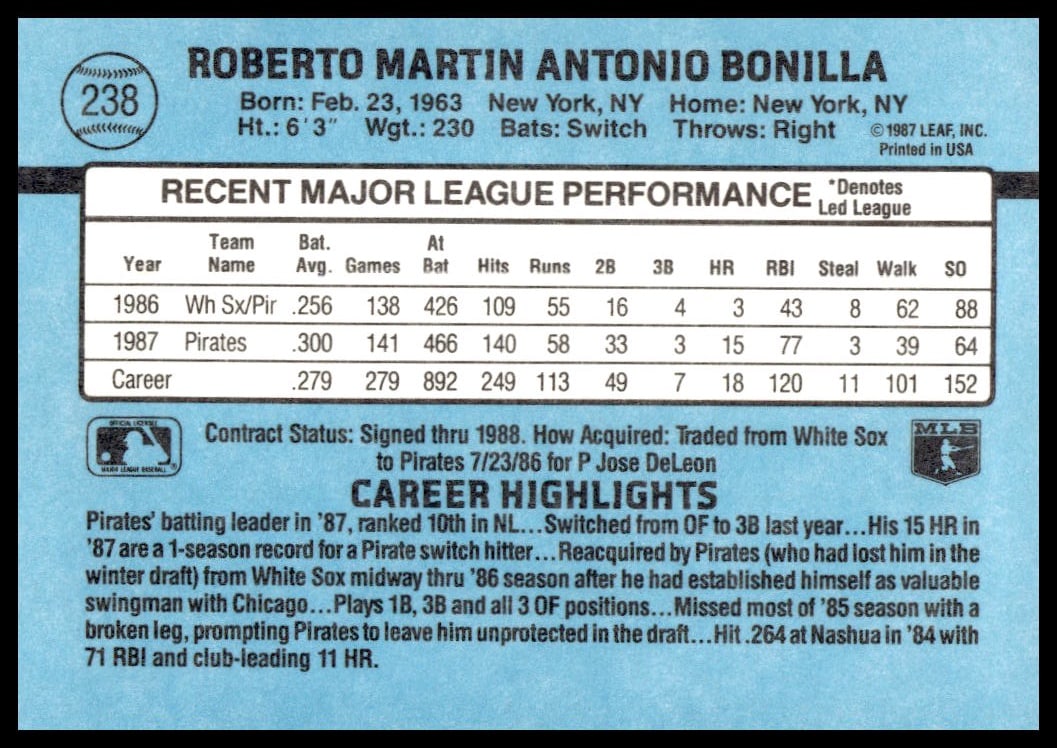 238
ROBERTO MARTIN ANTONIO BONILLA
Born: Feb. 23, 1963 New York, NY Home: New York, NY
Ht.: 6'3" Wgt.: 230 Bats: Switch Throws: Right
©1987 LEAF, INC.
Printed in USA
RECENT MAJOR LEAGUE PERFORMANCE *Denotes Led League
Year Team Name Bat. Avg. Games At Bat Hits Runs 2B 3B HR RBI Steal Walk SO
1986 Wh Sx/Pir .256 138 426 109 55 16 4 3 43 8 62 88
1987 Pirates .300 141 466 140 58 33 3 15 77 3 39 64
Career .279 279 892 249 113 49 7 18 120 11 101 152
OFFICIAL LICENSEE
MAJOR LEAGUE BASEBALL ®
Contract Status: Signed thru 1988. How Acquired: Traded from White Sox
to Pirates 7/23/86 for P Jose DeLeon
MLB
CAREER HIGHLIGHTS
Pirates' batting leader in '87, ranked 10th in NL...Switched from OF to 3B last year...His 15 HR in
'87 are a 1-season record for a Pirate switch hitter...Reacquired by Pirates (who had lost him in the
winter draft) from White Sox midway thru '86 season after he had established himself as valuable
swingman with Chicago...Plays 1B, 3B and all 3 OF positions...Missed most of '85 season with a
broken leg, prompting Pirates to leave him unprotected in the draft...Hit .264 at Nashua in '84 with
71 RBI and club-leading 11 HR.